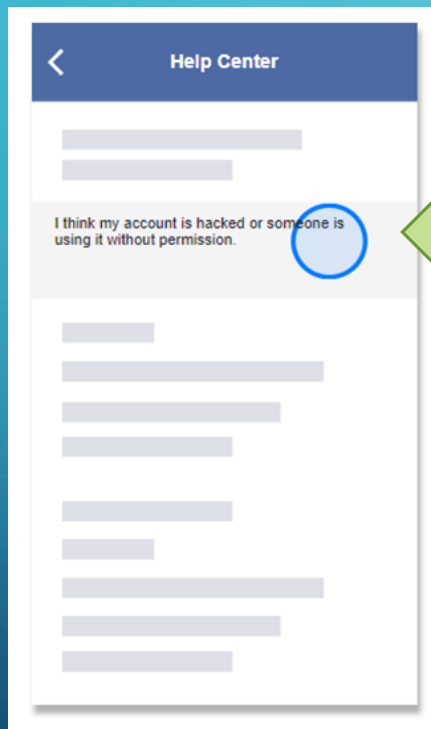 Help Center
I think my account is hacked or someone is
using it without permission.